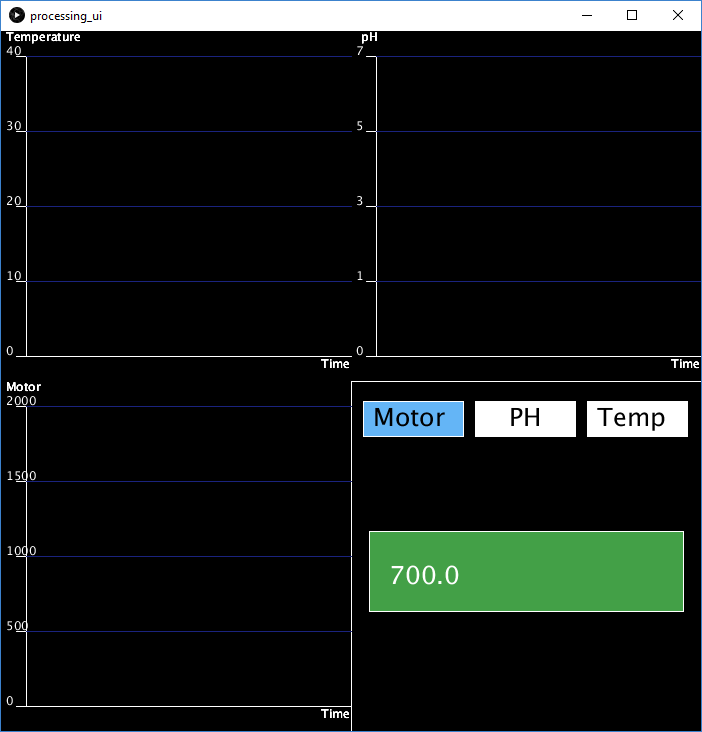 processing_ui
Temperature
40
30
20
10
0
Time
pH
7
5
3
1
0
Time
Motor
2000
1500
1000
500
0
Time
Motor PH Temp
700.0